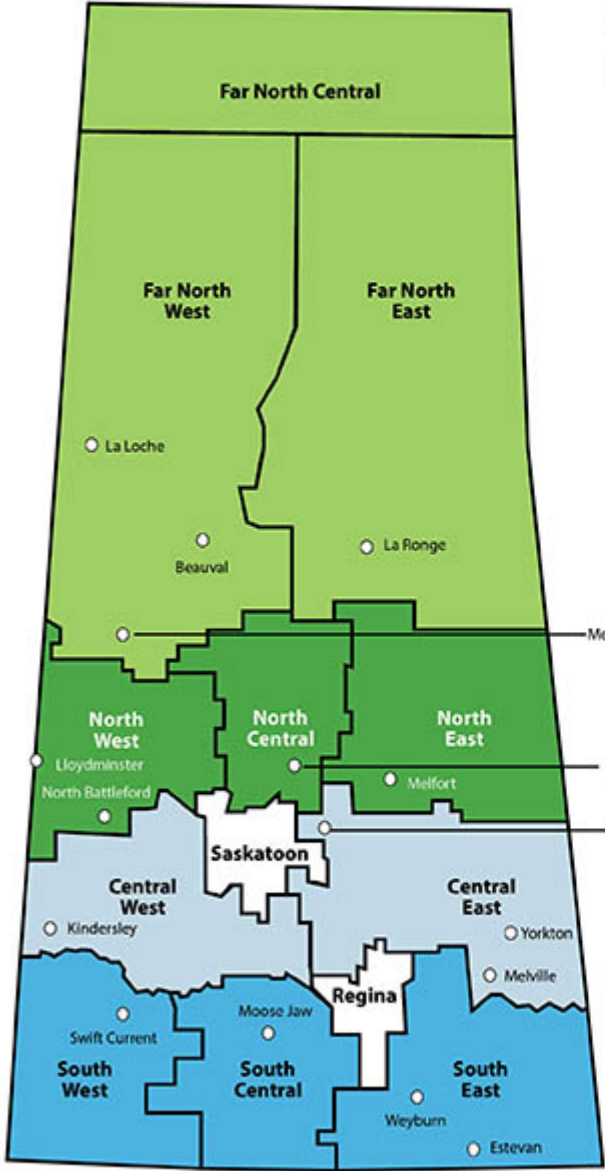 Far North Central
Far North
West
Far North
East
La Loche
Beauval
La Ronge
Me
North
West
North
Central
North
East
Lloydminster
North Battleford
Melfort
Saskatoon
Central
West
Central
East
Kindersley
Yorkton
Melville
Regina
Moose Jaw
Swift Current
South
West
South
Central
South
East
Weyburn
Estevan